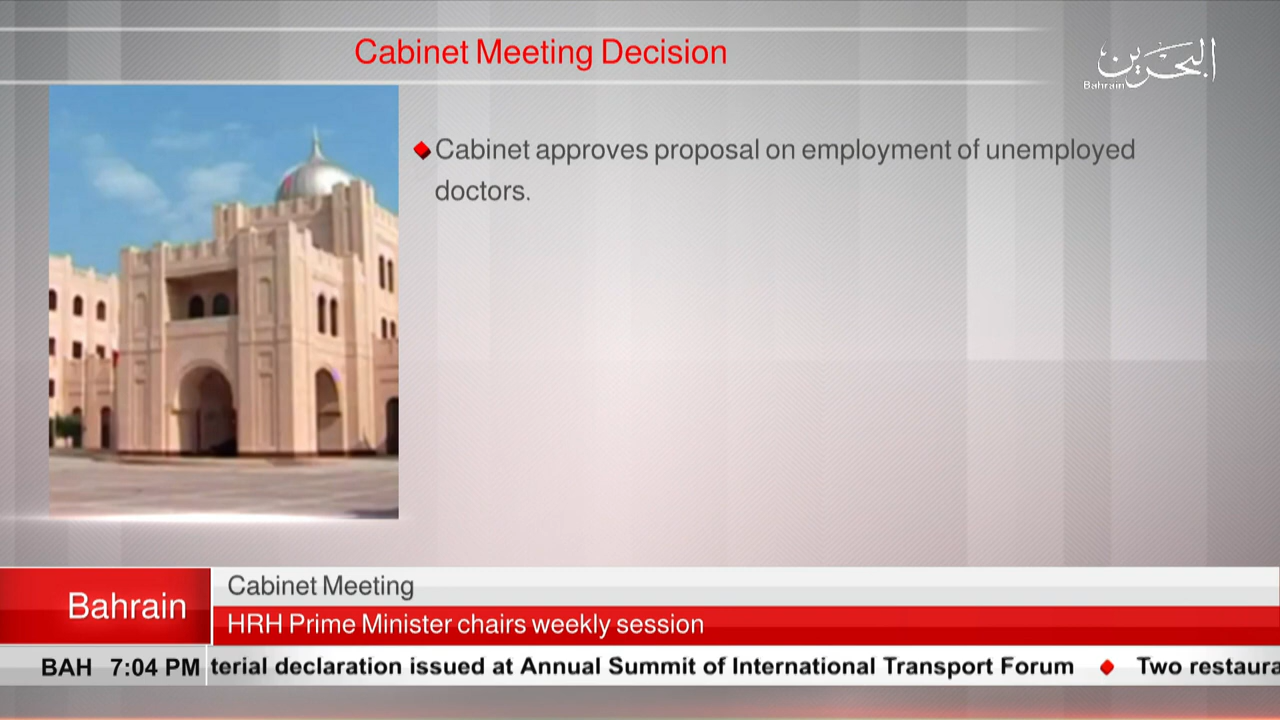 Cabinet Meeting Decision
البحرين
Bahrain
Cabinet approves proposal on employment of unemployed
doctors.
Bahrain
Cabinet Meeting
HRH Prime Minister chairs weekly session
BAH 7:04 PM terial declaration issued at Annual Summit of International Transport Forum ◆ Two restaura